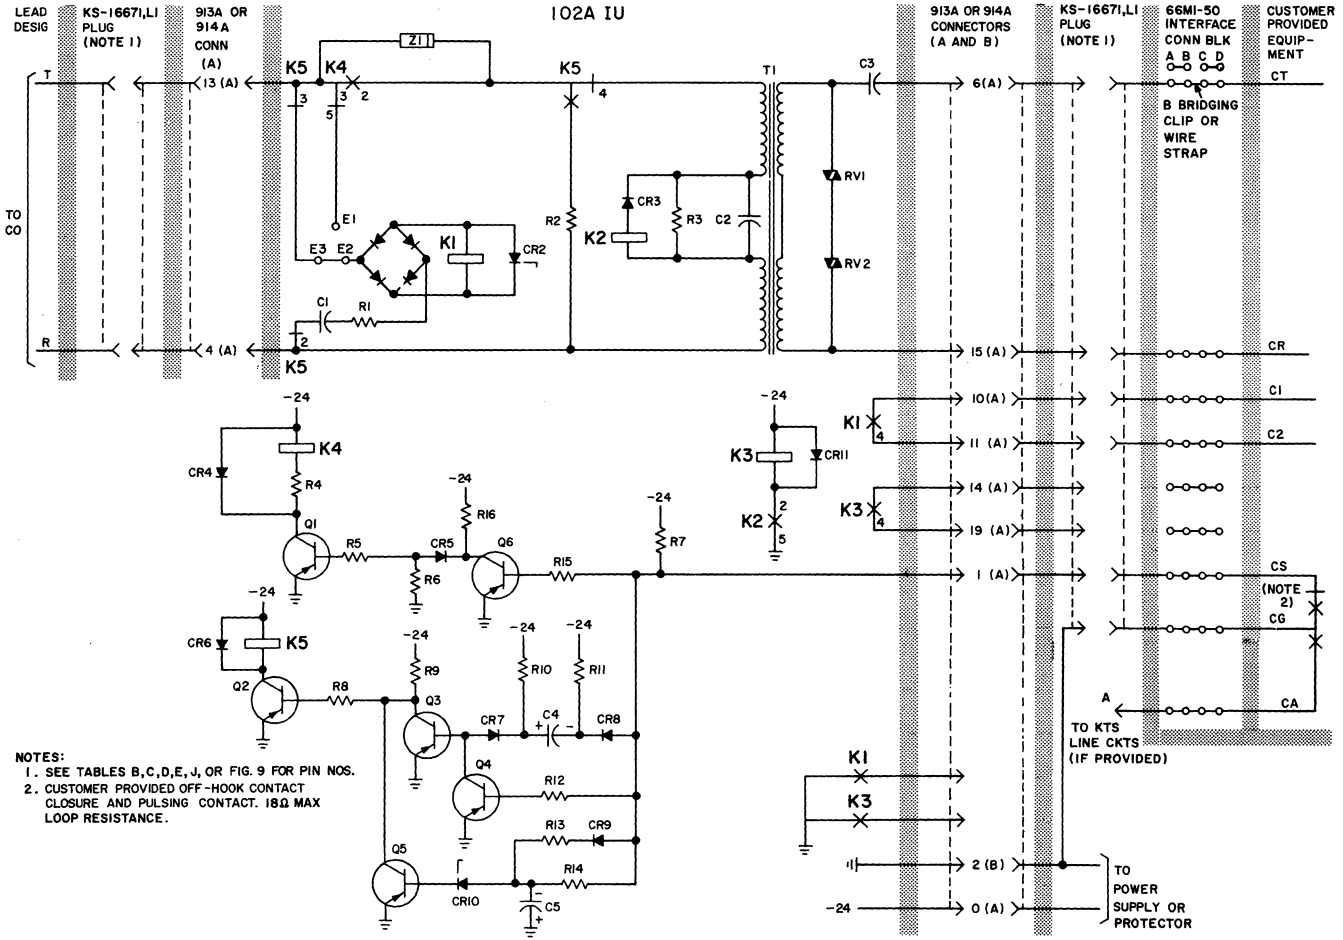 102A IU
LEAD
DESIG
KS-16671,L1
PLUG
(NOTE 1)
913A OR
914A
CONN
(A)
913A OR 914A
CONNECTORS
(A AND B)
KS-16671,L1
PLUG
(NOTE 1)
66M1-50
INTERFACE
CONN BLK
A B C D
CUSTOMER
PROVIDED
EQUIP-
MENT
Z1
K5
K4
K5
T1
C3
T
13 (A)
2
4
6(A)
CT
3
3
5
B BRIDGING
CLIP OR
WIRE
STRAP
TO
CO
CR3
R3
C2
RV1
E1
R2
K1
K2
CR2
E3
E2
RV2
C1
R1
R
2
4 (A)
K5
15(A)
CR
-24
-24
10(A)
C1
K1
4
K4
11 (A)
C2
K3
CR11
CR4
R4
-24
-24
14 (A)
K3
4
2
K2
5
Q1
R16
19 (A)
R5
CR5
Q6
R7
R6
R15
1 (A)
CS
(NOTE
2)
-24
CG
CR6
K5
-24
-24
-24
R9
R10
R11
Q2
R8
Q3
A
CA
CR7
+
C4
-
CR8
TO KTS
LINE CKTS
(IF PROVIDED)
NOTES:
1. SEE TABLES B,C,D,E,J, OR FIG. 9 FOR PIN NOS.
2. CUSTOMER PROVIDED OFF-HOOK CONTACT
CLOSURE AND PULSING CONTACT. 18Ω MAX
LOOP RESISTANCE.
Q4
R12
K1
K3
R13
CR9
Q5
R14
CR10
-
C5
+
2 (B)
-24
0 (A)
TO
POWER
SUPPLY OR
PROTECTOR